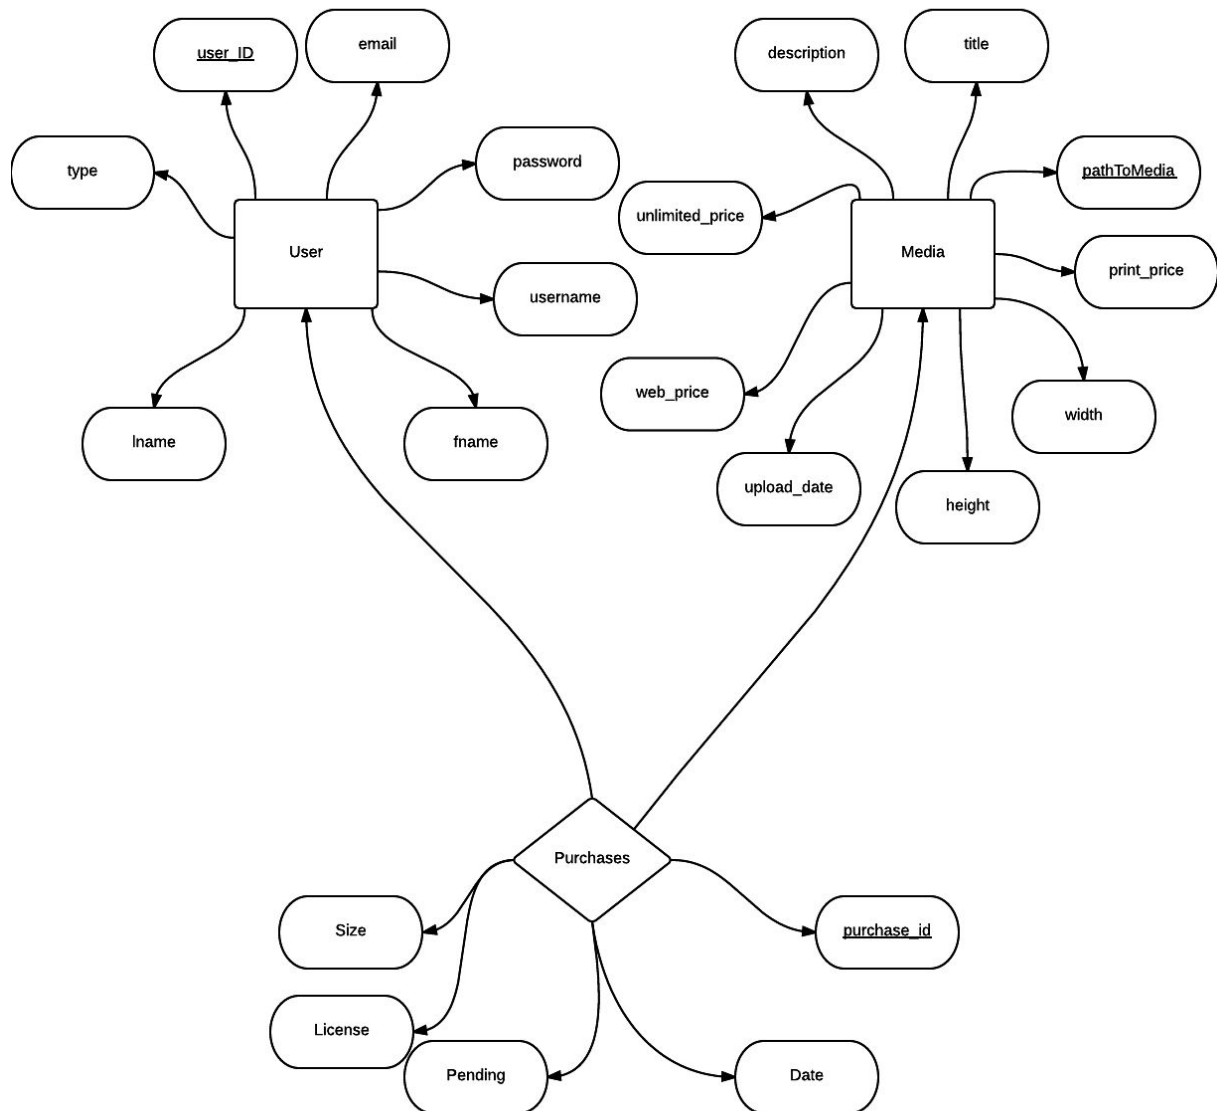 user_ID
email
description
title
type
password
pathToMedia
unlimited_price
User
Media
print_price
username
web_price
width
lname
fname
upload_date
height
Purchases
Size
purchase_id
License
Pending
Date